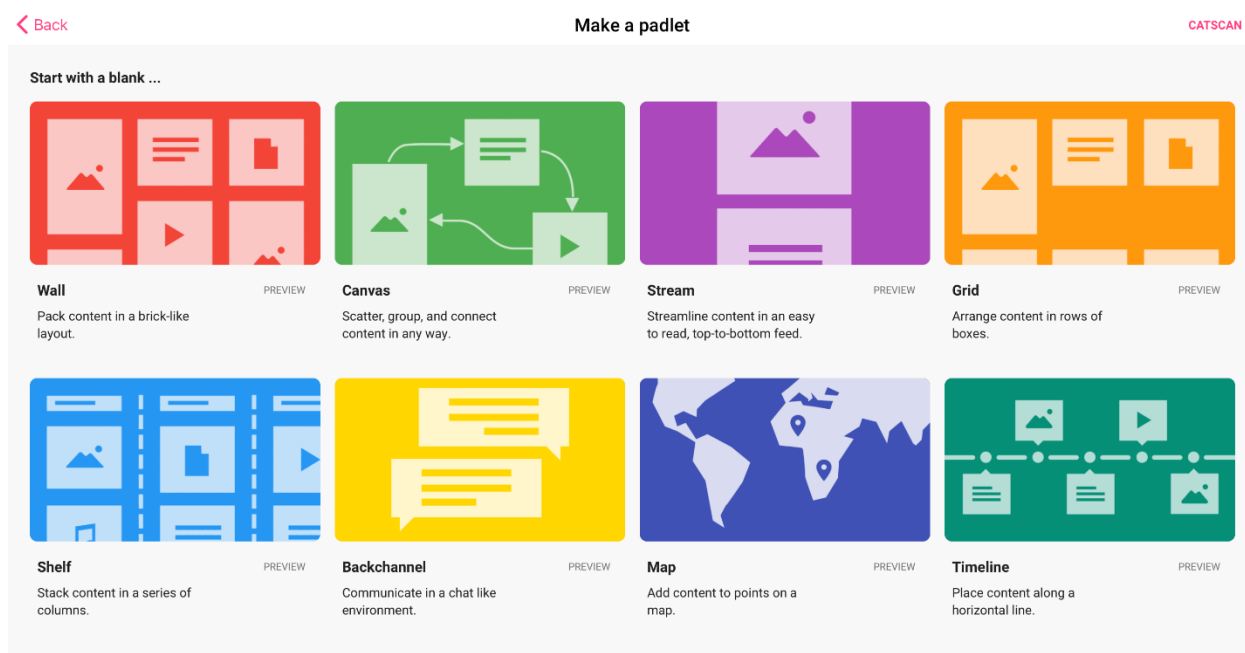 Back
Make a padlet
CATSCAN
Start with a blank ...
Wall
PREVIEW
Pack content in a brick-like
layout.
Canvas
PREVIEW
Scatter, group, and connect
content in any way.
Stream
PREVIEW
Streamline content in an easy
to read, top-to-bottom feed.
Grid
PREVIEW
Arrange content in rows of
boxes.
Shelf
PREVIEW
Stack content in a series of
columns.
Backchannel
PREVIEW
Communicate in a chat like
environment.
Map
PREVIEW
Add content to points on a
map.
Timeline
PREVIEW
Place content along a
horizontal line.